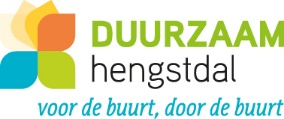 DUURZAAM
hengstdal
voor de buurt, door de buurt